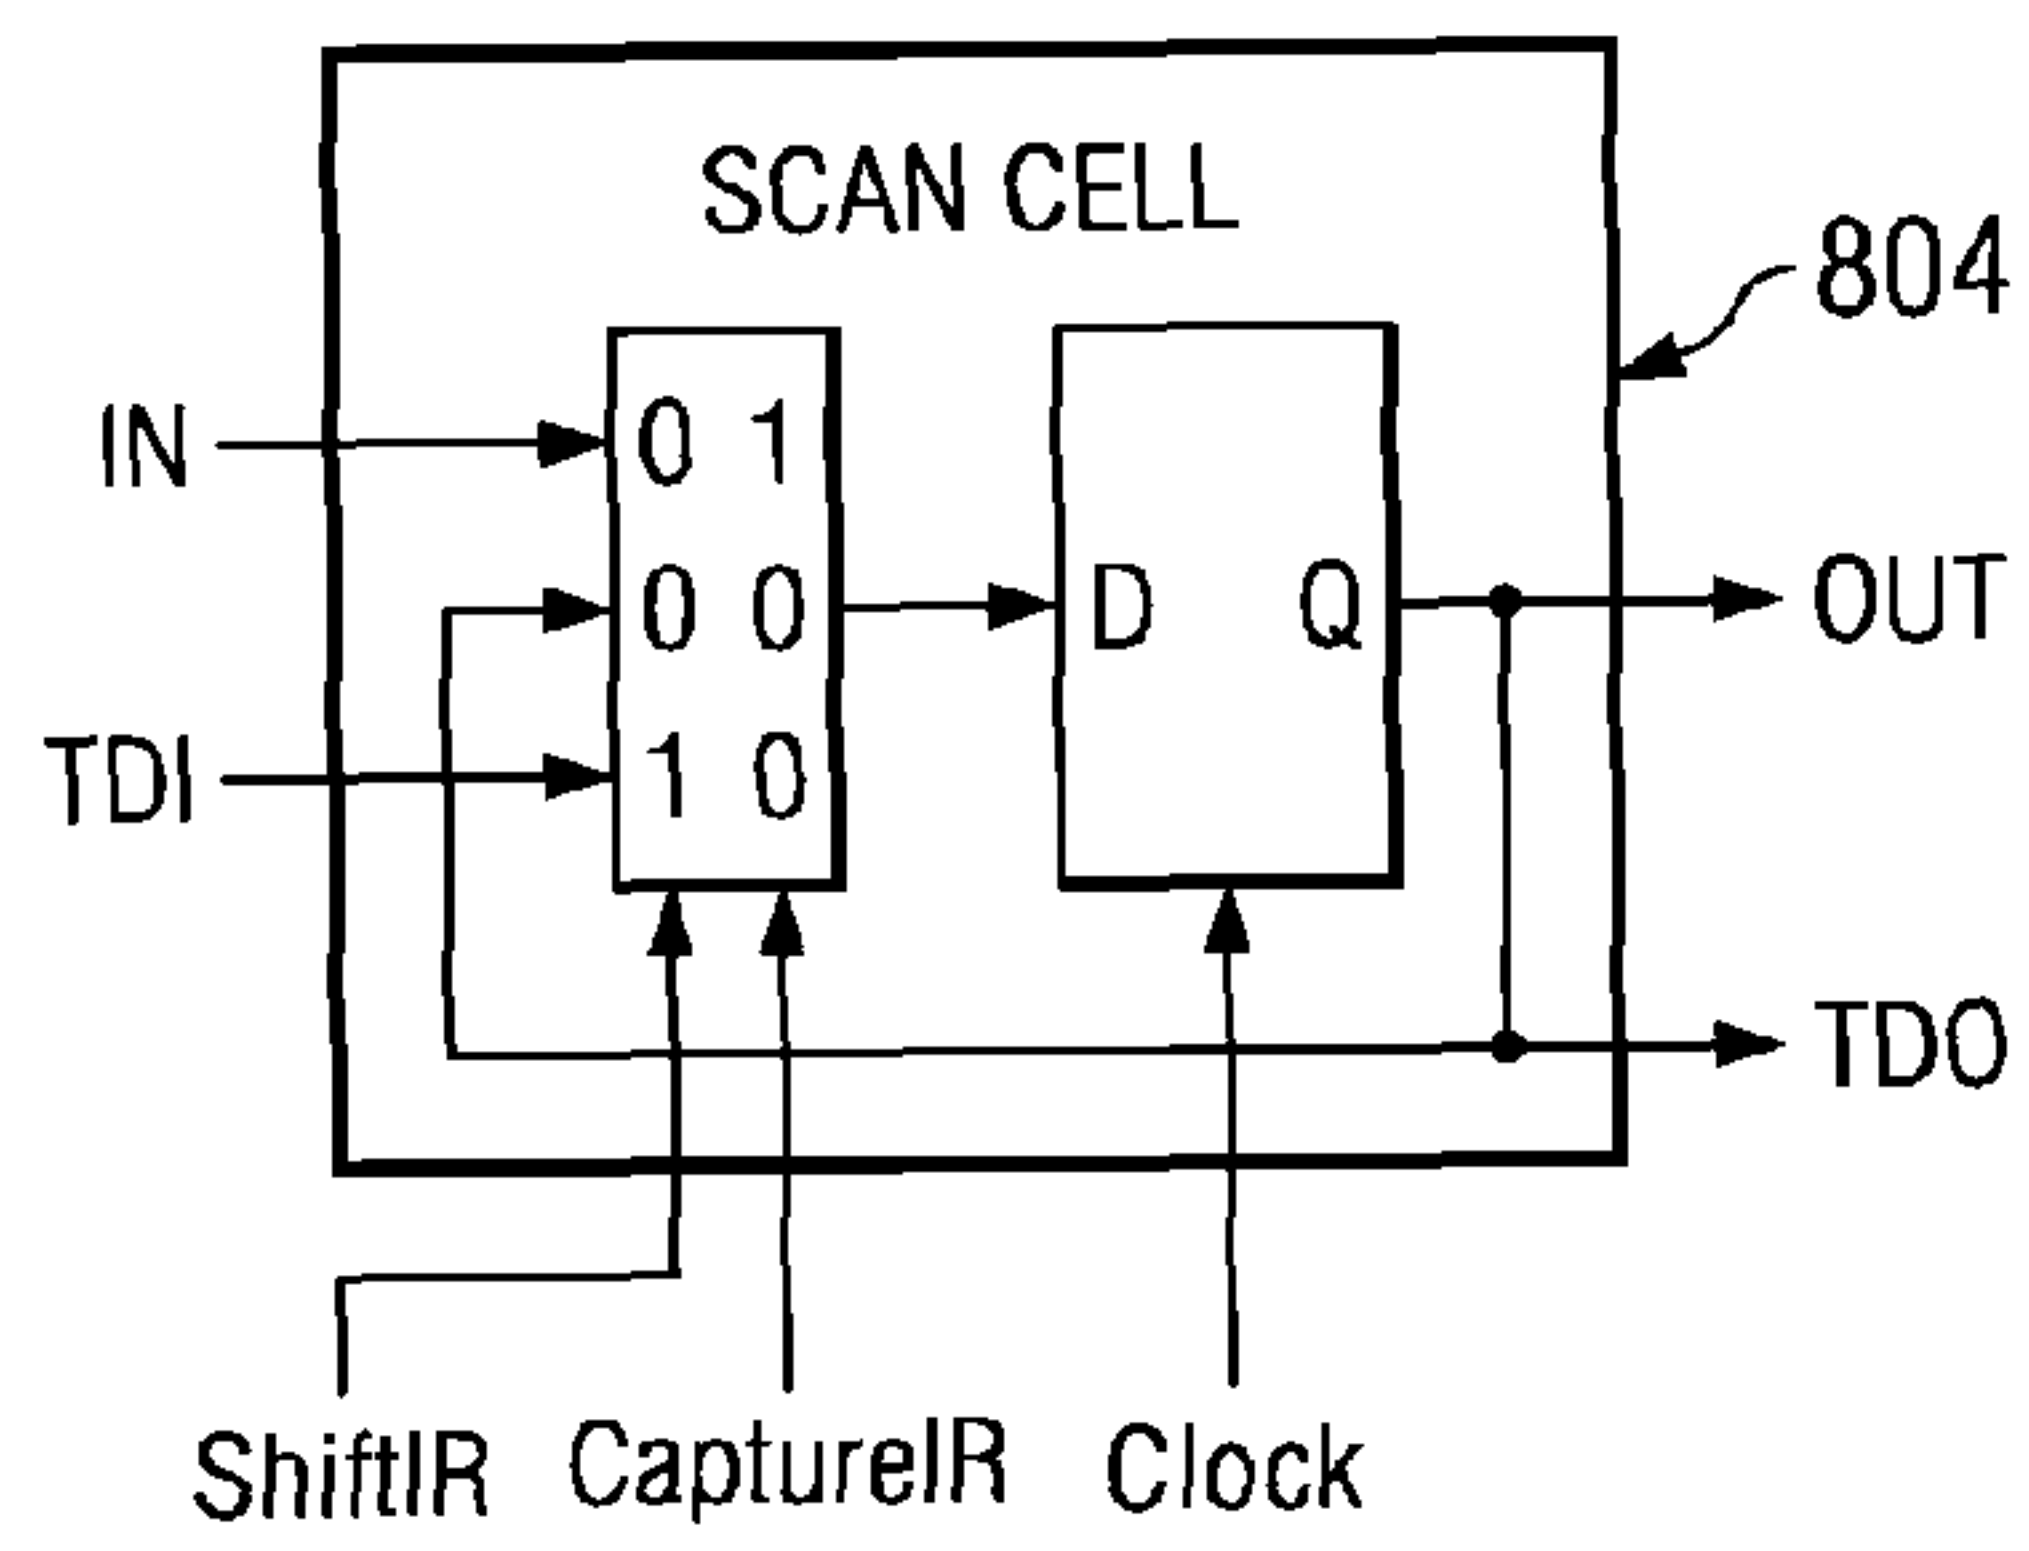 SCAN CELL
804
IN
0 1
0 0
D
Q
OUT
TDI
1 0
TDO
ShiftIR
CaptureIR
Clock